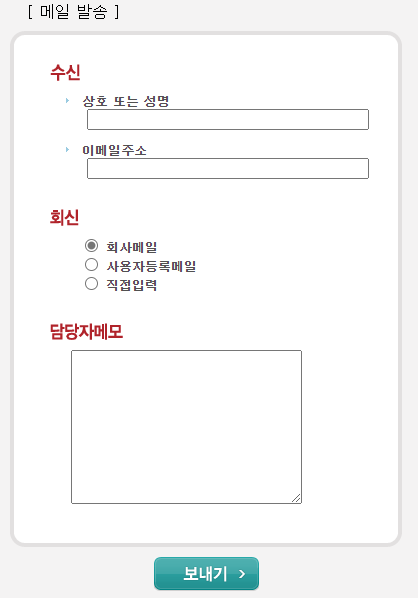 [ 메일 발송 ]
수신
상호 또는 성명
이메일주소
회신
회사메일
사용자등록메일
직접입력
담당자메모
보내기 >